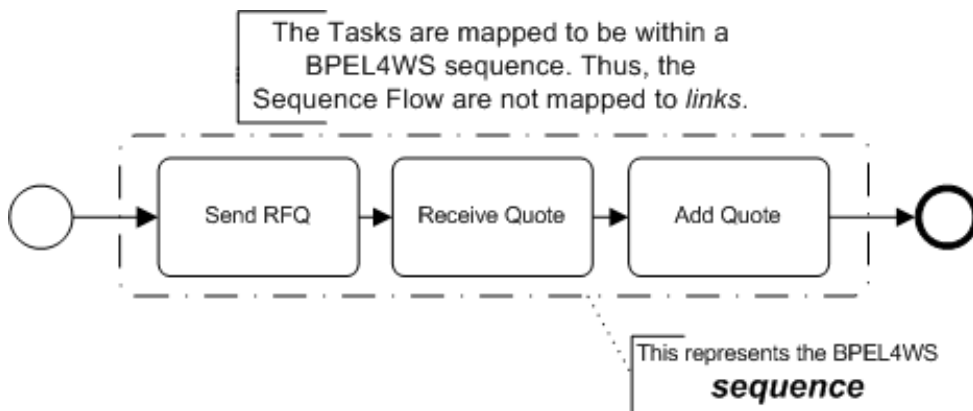 The Tasks are mapped to be within a
BPEL4WS sequence. Thus, the
Sequence Flow are not mapped to links.
Send RFQ
Receive Quote
Add Quote
This represents the BPEL4WS
sequence